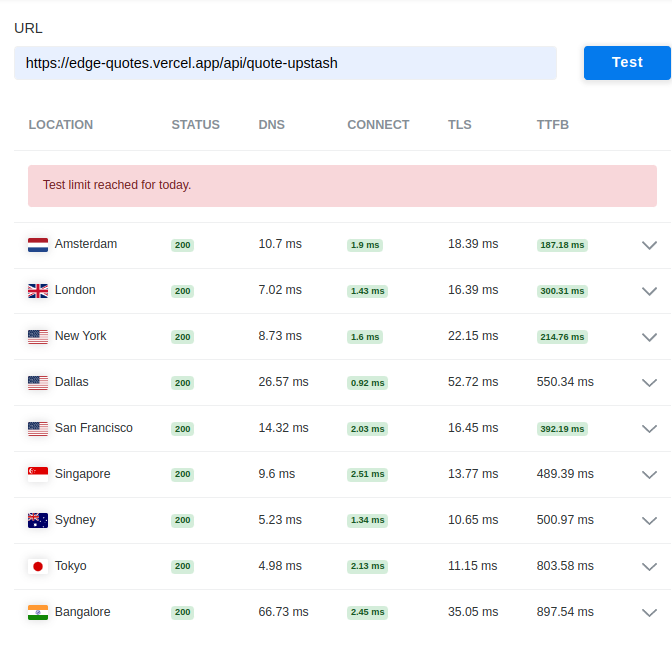 URL
https://edge-quotes.vercel.app/api/quote-upstash Test
LOCATION STATUS DNS CONNECT TLS TTFB
Test limit reached for today.
Amsterdam 200 10.7 ms 1.9 ms 18.39 ms 187.18 ms
London 200 7.02 ms 1.43 ms 16.39 ms 300.31 ms
New York 200 8.73 ms 1.6 ms 22.15 ms 214.76 ms
Dallas 200 26.57 ms 0.92 ms 52.72 ms 550.34 ms
San Francisco 200 14.32 ms 2.03 ms 16.45 ms 392.19 ms
Singapore 200 9.6 ms 2.51 ms 13.77 ms 489.39 ms
Sydney 200 5.23 ms 1.34 ms 10.65 ms 500.97 ms
Tokyo 200 4.98 ms 2.13 ms 11.15 ms 803.58 ms
Bangalore 200 66.73 ms 2.45 ms 35.05 ms 897.54 ms